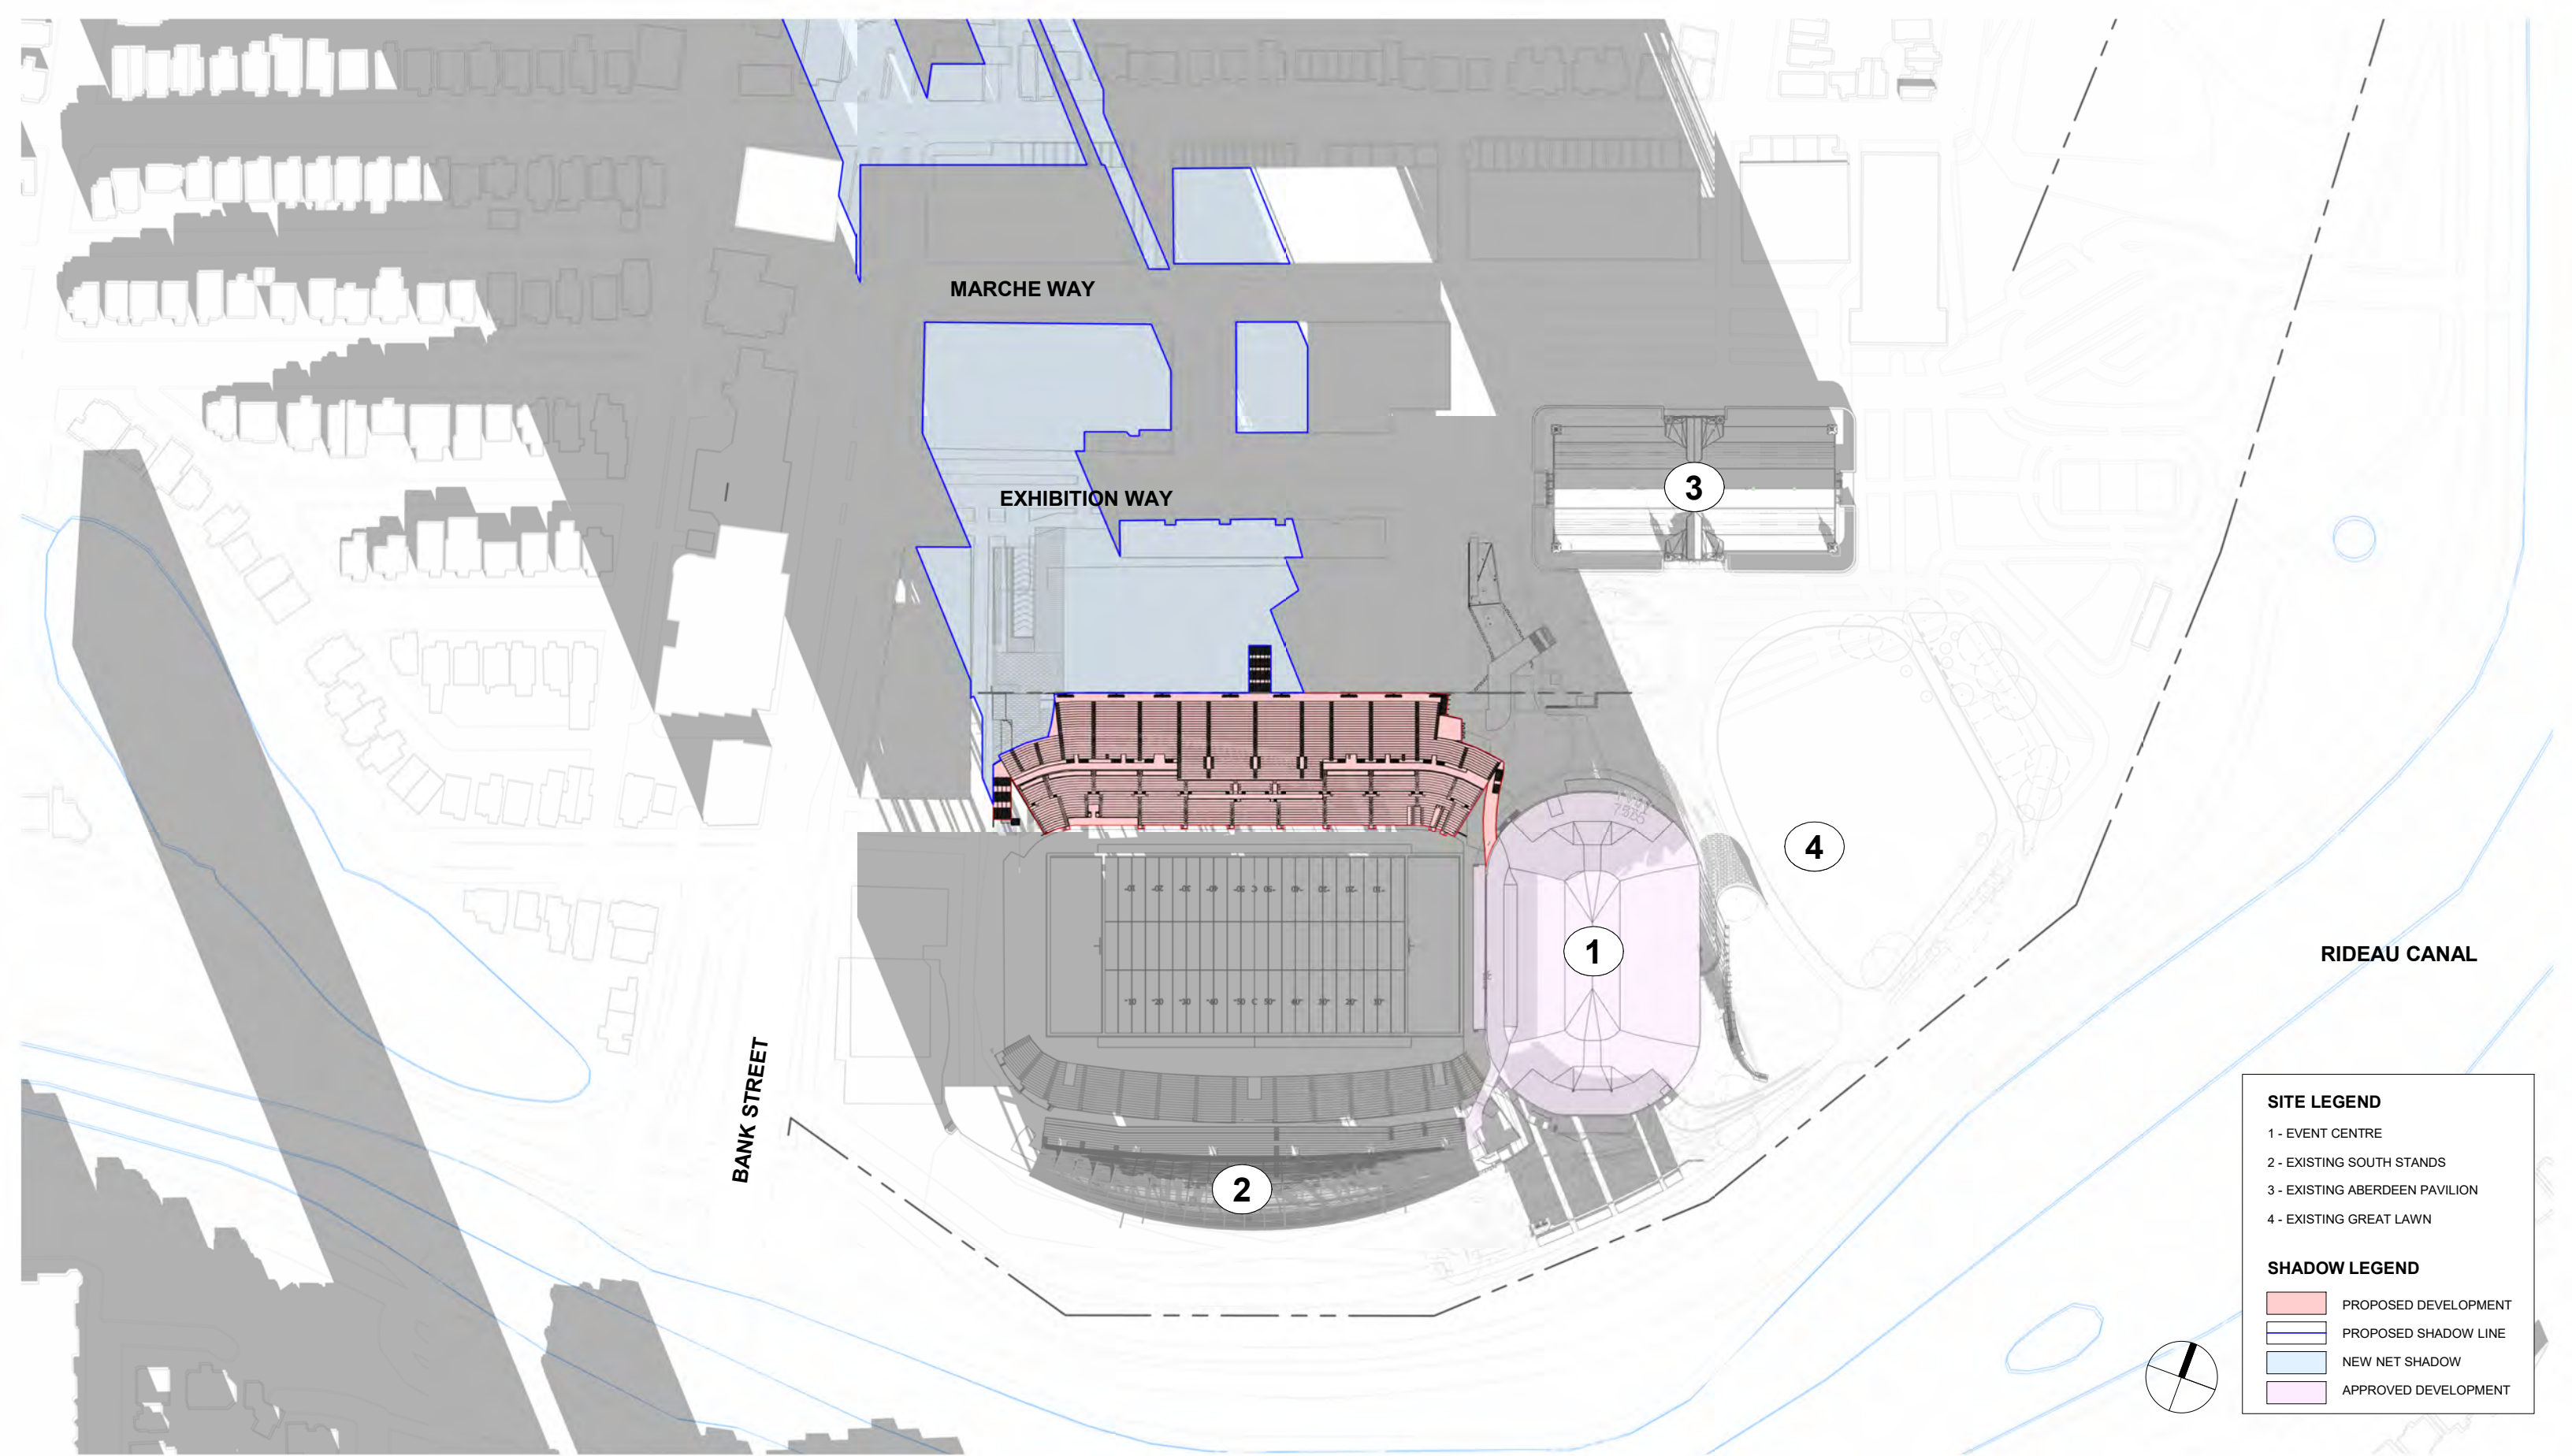 MARCHE WAY
EXHIBITION WAY
3
4
1
RIDEAU CANAL
BANK STREET
2
SITE LEGEND
1 - EVENT CENTRE
2 - EXISTING SOUTH STANDS
3 - EXISTING ABERDEEN PAVILION
4 - EXISTING GREAT LAWN
SHADOW LEGEND
PROPOSED DEVELOPMENT
PROPOSED SHADOW LINE
NEW NET SHADOW
APPROVED DEVELOPMENT